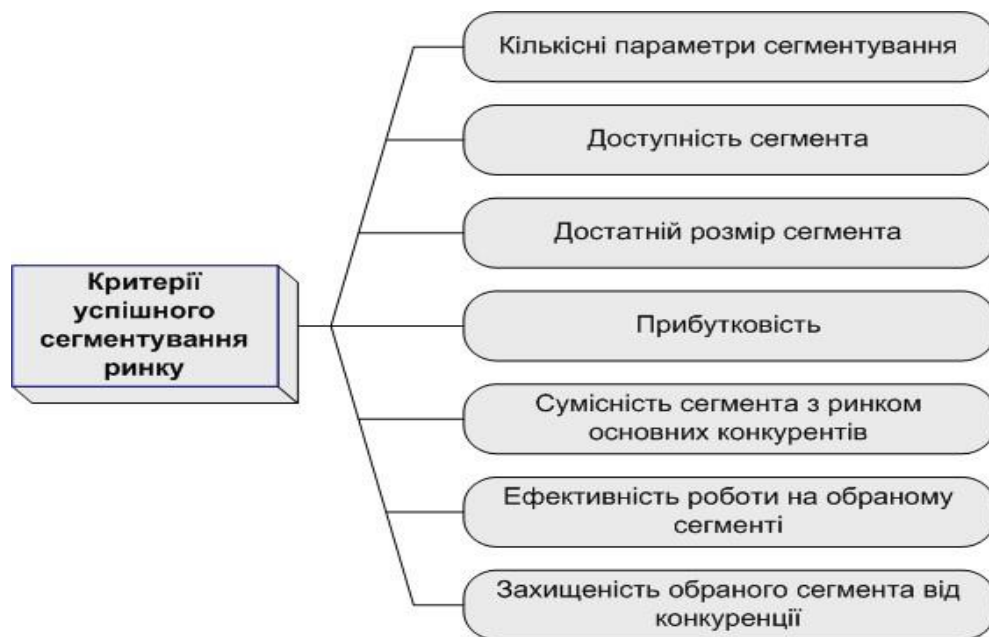 Критерії
успішного
сегментування
ринку
Кількісні параметри сегментування
Доступність сегмента
Достатній розмір сегмента
Прибутковість
Сумісність сегмента з ринком
основних конкурентів
Ефективність роботи на обраному
сегменті
Захищеність обраного сегмента від
конкуренції